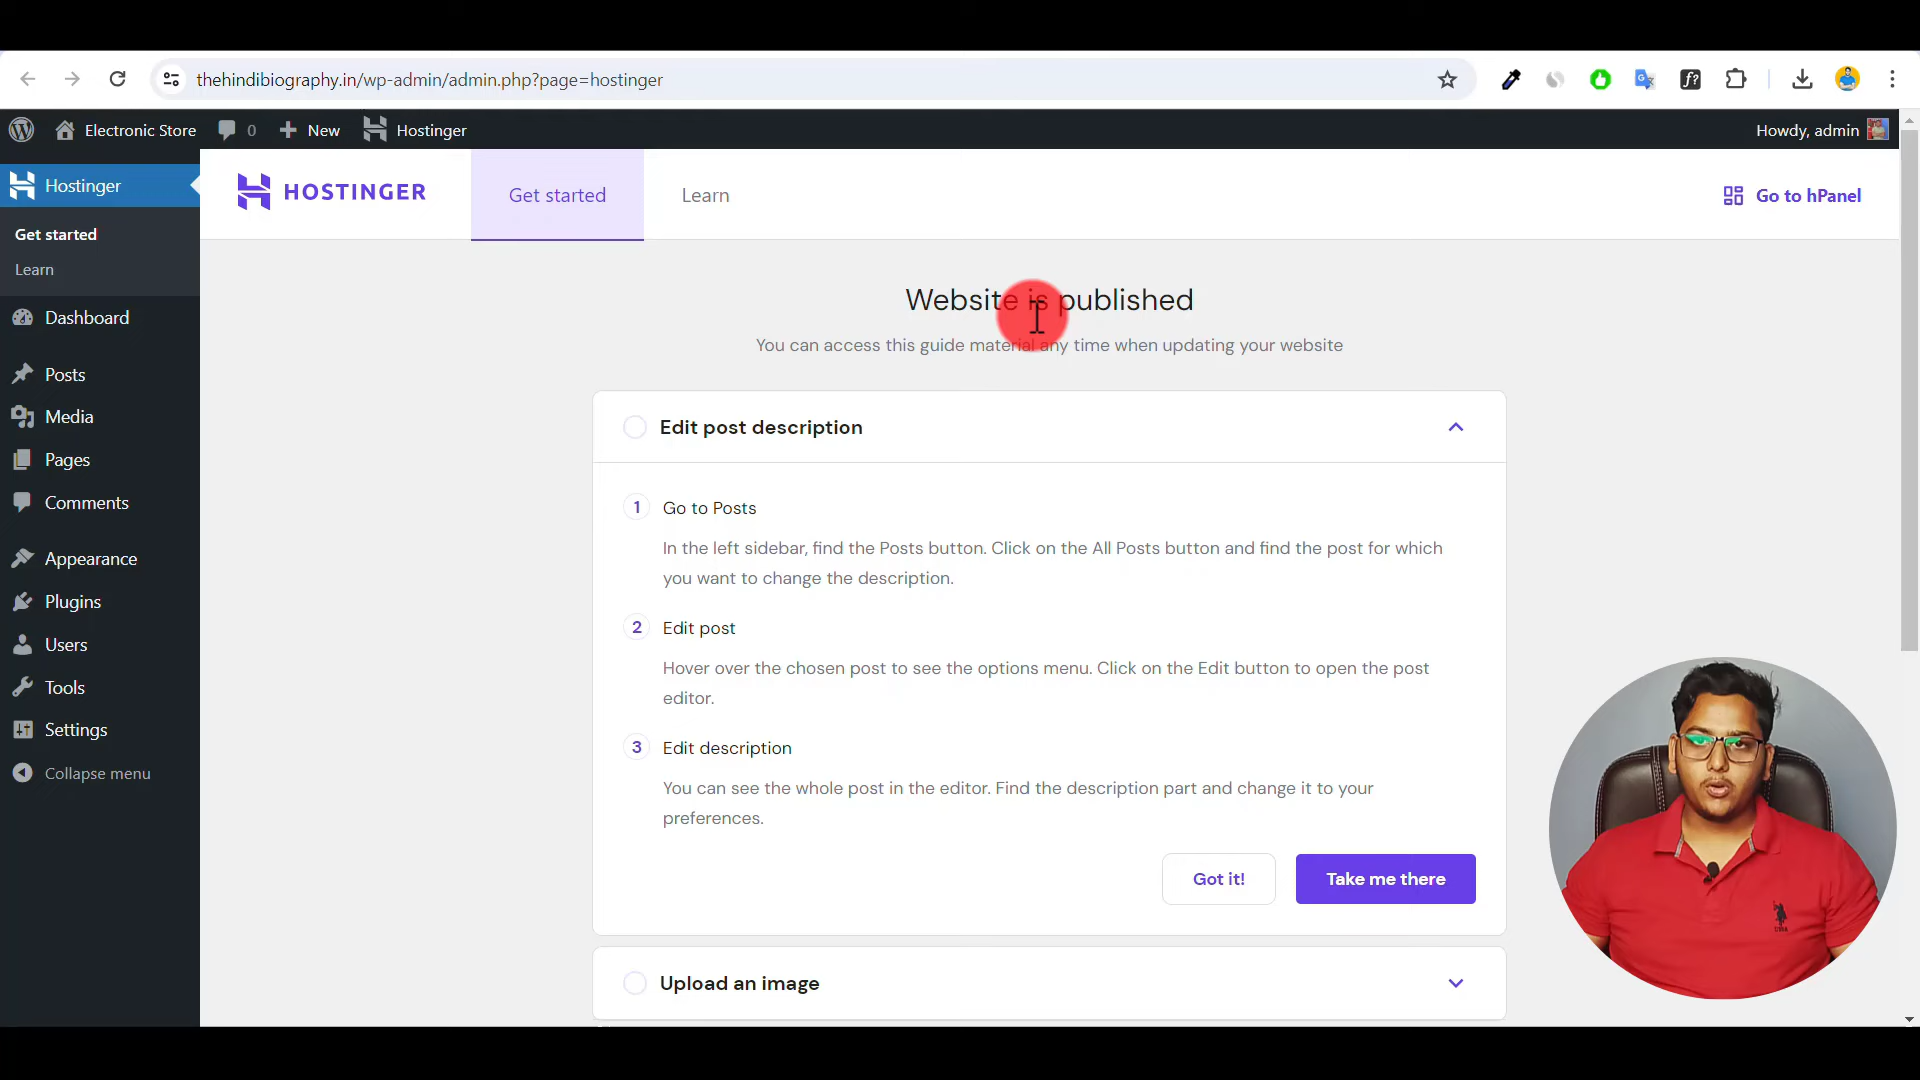 thehindibiography.in/wp-admin/admin.php?page=hostinger
Electronic Store
0
New
Hostinger
Howdy, admin
Hostinger
Get started
Learn
Dashboard
Posts
Media
Pages
Comments
Appearance
Plugins
Users
Tools
Settings
Collapse menu
HOSTINGER
Get started
Learn
Go to hPanel
Website is published
You can access this guide material any time when updating your website
Edit post description
1 Go to Posts
In the left sidebar, find the Posts button. Click on the All Posts button and find the post for which
you want to change the description.
2 Edit post
Hover over the chosen post to see the options menu. Click on the Edit button to open the post
editor.
3 Edit description
You can see the whole post in the editor. Find the description part and change it to your
preferences.
Got it!
Take me there
Upload an image